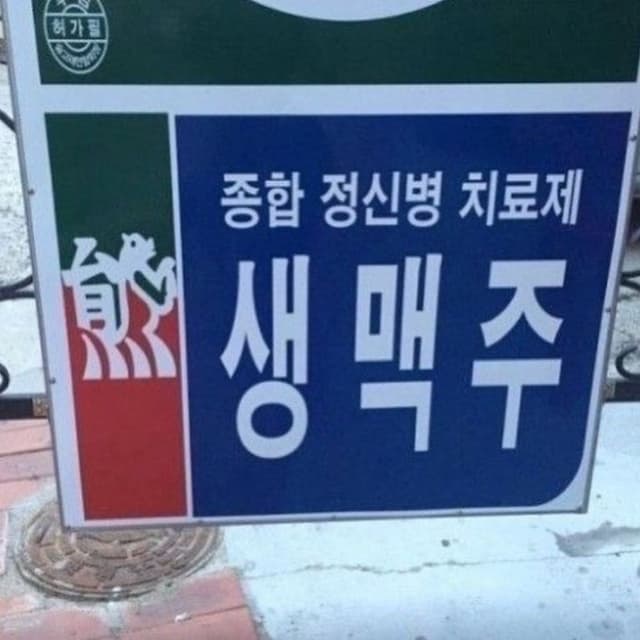 허가필
종합 정신병 치료제
생맥주